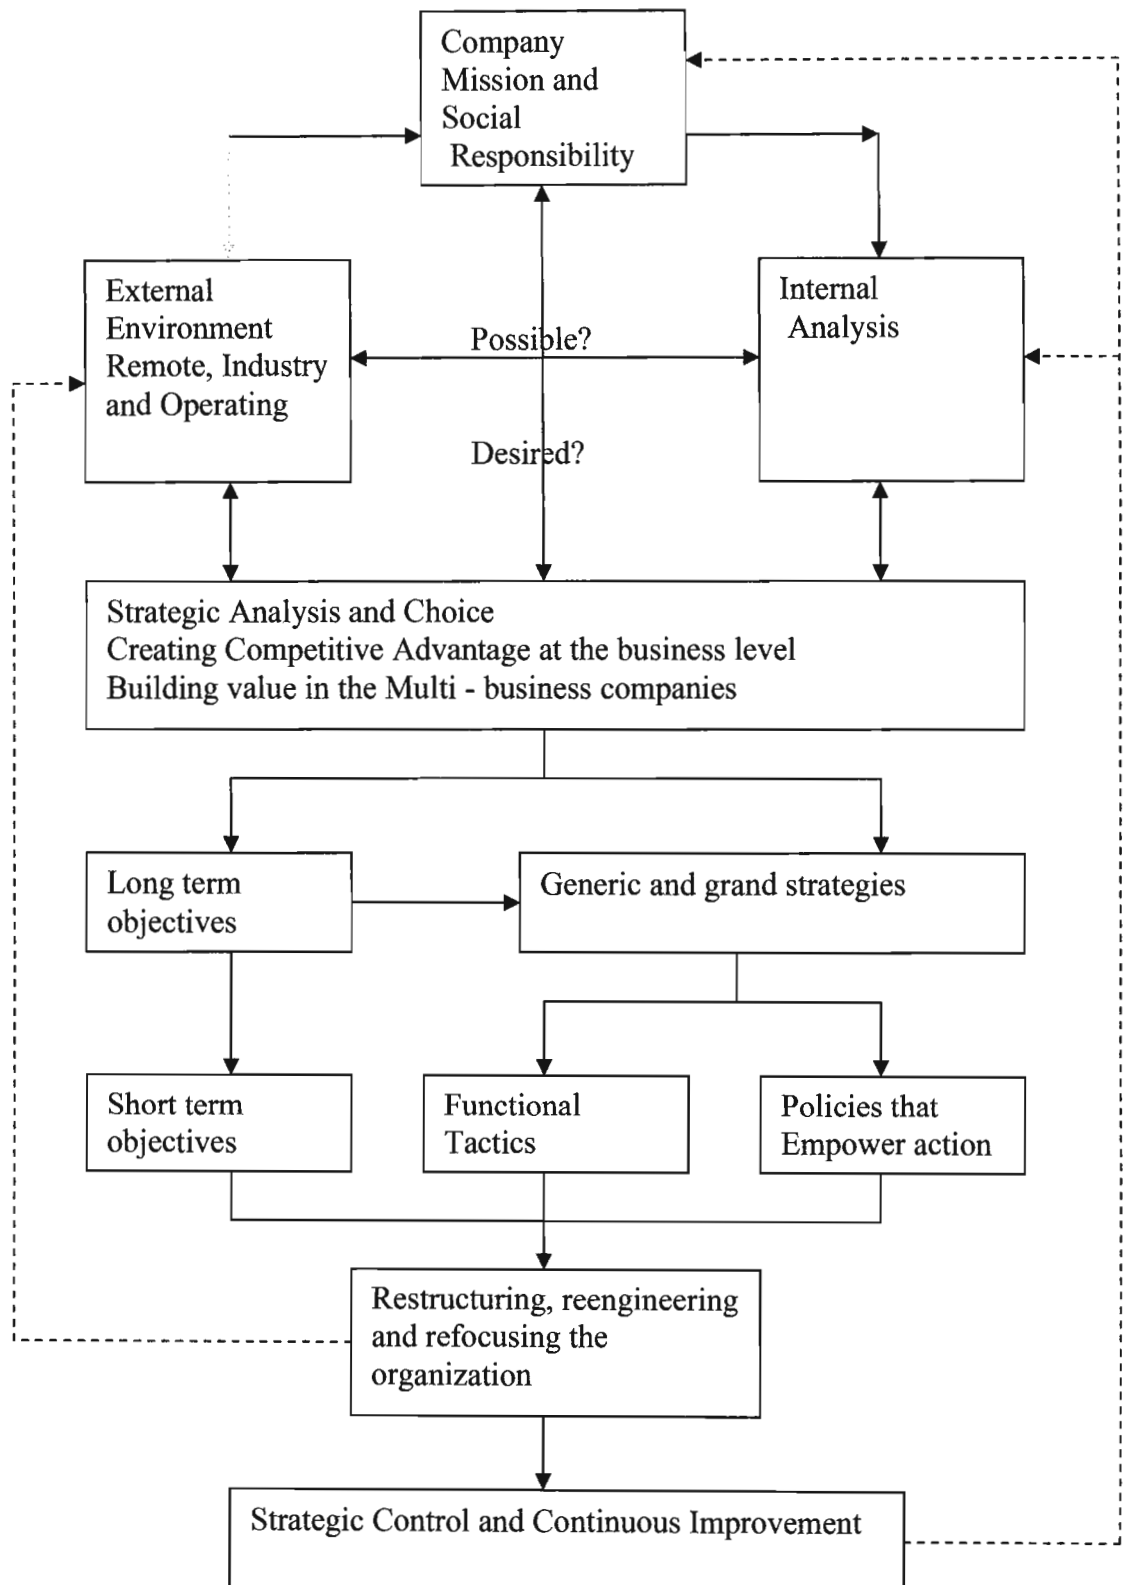 Company
Mission and
Social
Responsibility
External
Environment
Remote, Industry
and Operating
Internal
Analysis
Possible?
Desired?
Strategic Analysis and Choice
Creating Competitive Advantage at the business level
Building value in the Multi - business companies
Long term
objectives
Generic and grand strategies
Short term
objectives
Functional
Tactics
Policies that
Empower action
Restructuring, reengineering
and refocusing the
organization
Strategic Control and Continuous Improvement